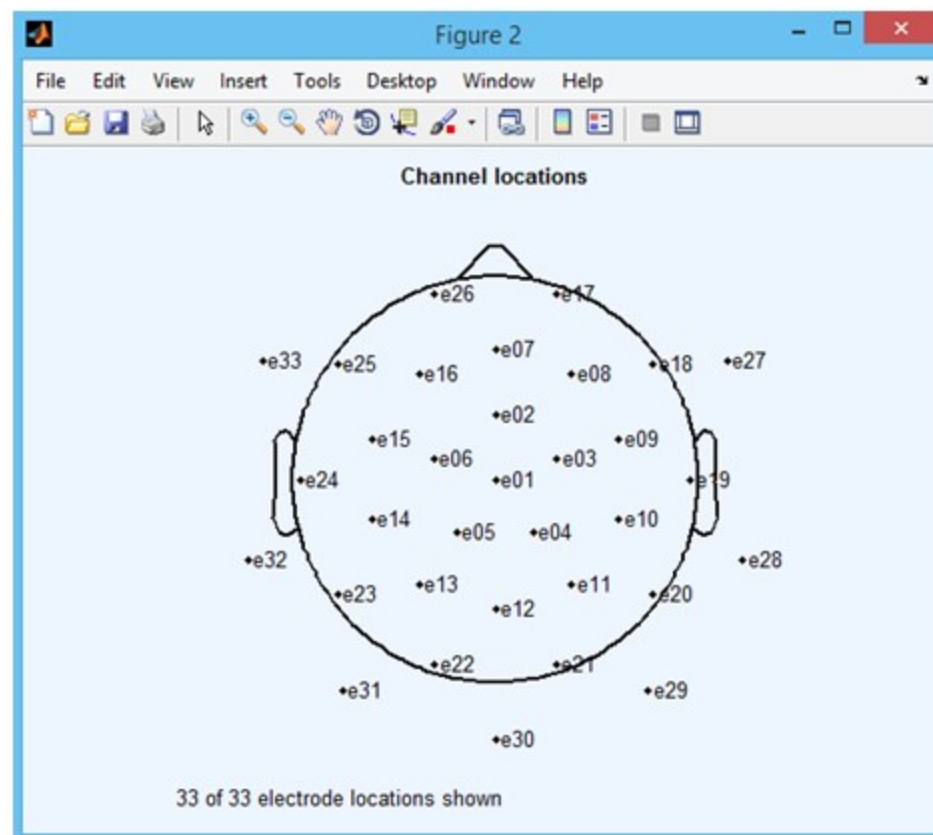 Figure 2
File Edit View Insert Tools Desktop Window Help
Channel locations
e26 e17
e07
e33 e25 e18 e27
e16 e08
e02
e15 e09
e06 e03
e24 e01 e19
e14 e10
e05 e04
e32 e28
e13 e11
e23 e20
e12
e22 e21
e31 e29
e30
33 of 33 electrode locations shown